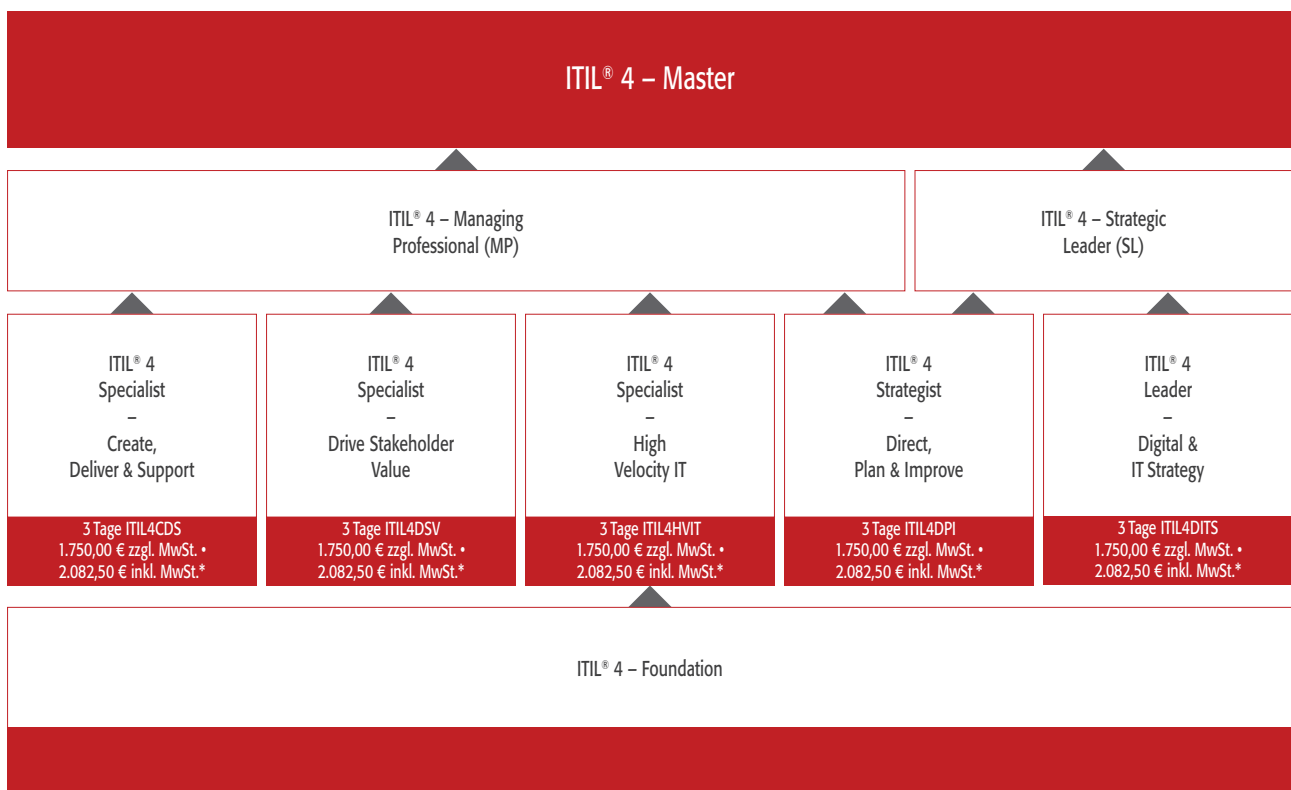 ITIL® 4 – Master
ITIL® 4 – Managing
Professional (MP)
ITIL® 4 – Strategic
Leader (SL)
ITIL® 4
Specialist
–
Create,
Deliver & Support
3 Tage ITIL4CDS
1.750,00 € zzgl. MwSt. •
2.082,50 € inkl. MwSt.*
ITIL® 4
Specialist
–
Drive Stakeholder
Value
3 Tage ITIL4DSV
1.750,00 € zzgl. MwSt. •
2.082,50 € inkl. MwSt.*
ITIL® 4
Specialist
–
High
Velocity IT
3 Tage ITIL4HVIT
1.750,00 € zzgl. MwSt. •
2.082,50 € inkl. MwSt.*
ITIL® 4
Strategist
–
Direct,
Plan & Improve
3 Tage ITIL4DPI
1.750,00 € zzgl. MwSt. •
2.082,50 € inkl. MwSt.*
ITIL® 4
Leader
–
Digital &
IT Strategy
3 Tage ITIL4DITS
1.750,00 € zzgl. MwSt. •
2.082,50 € inkl. MwSt.*
ITIL® 4 – Foundation